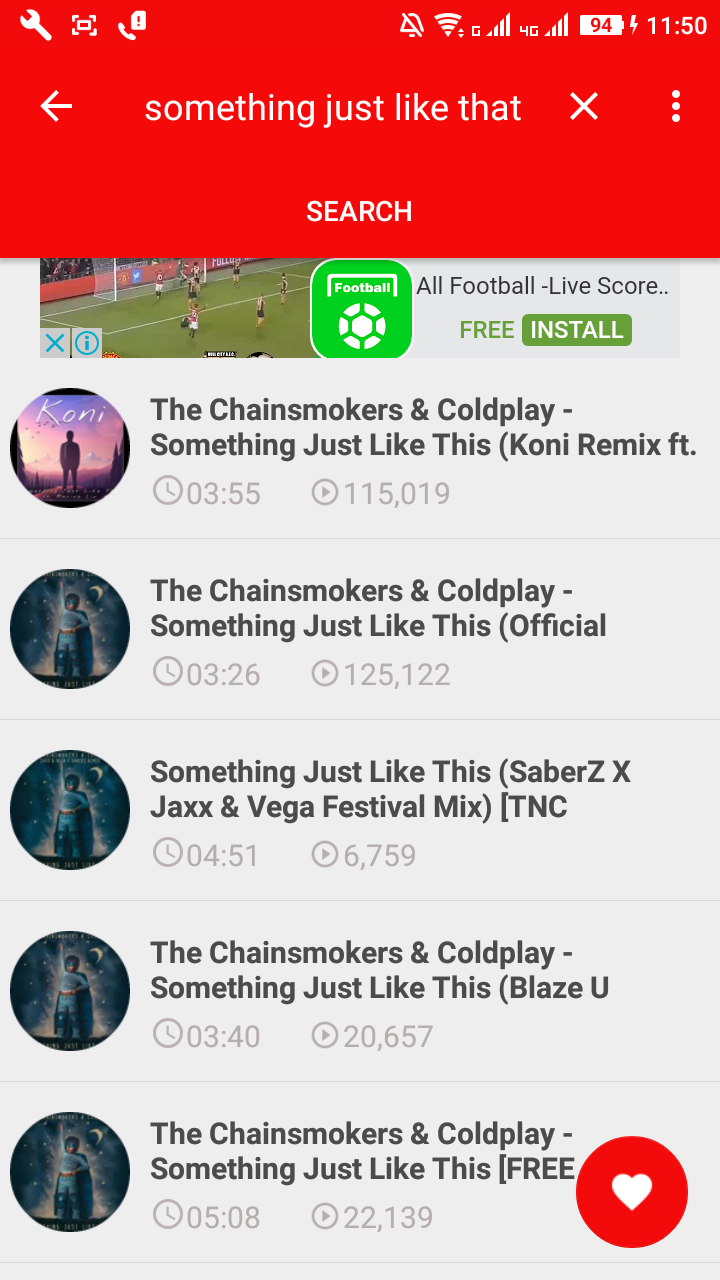 G 4G 94 11:50
something just like that
SEARCH
Football
All Football -Live Score..
FREE INSTALL
Koni
The Chainsmokers & Coldplay -
Something Just Like This (Koni Remix ft.
03:55 115,019
The Chainsmokers & Coldplay -
Something Just Like This (Official
03:26 125,122
Something Just Like This (SaberZ X
Jaxx & Vega Festival Mix) [TNC
04:51 6,759
The Chainsmokers & Coldplay -
Something Just Like This (Blaze U
03:40 20,657
The Chainsmokers & Coldplay -
Something Just Like This [FREE
05:08 22,139